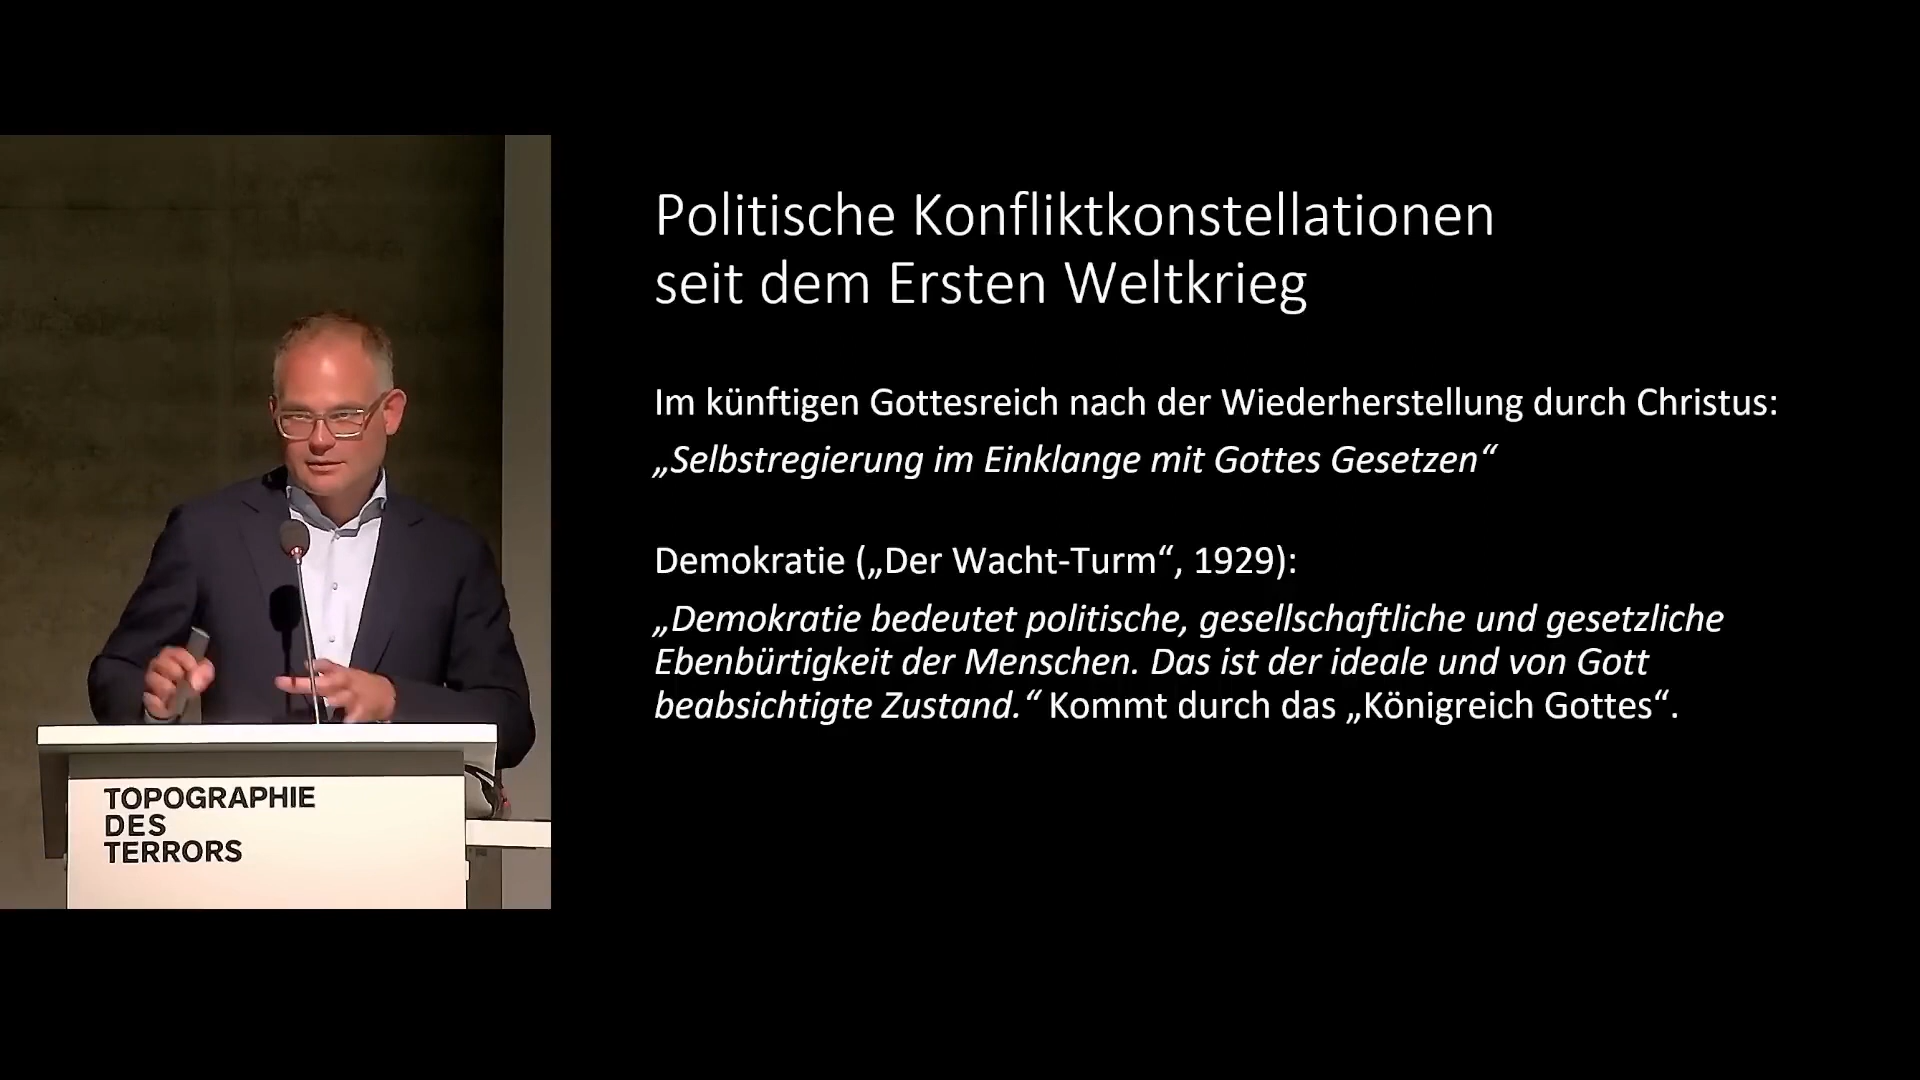 Politische Konfliktkonstellationen
seit dem Ersten Weltkrieg
Im künftigen Gottesreich nach der Wiederherstellung durch Christus:
„Selbstregierung im Einklange mit Gottes Gesetzen“
Demokratie („Der Wacht-Turm“, 1929):
„Demokratie bedeutet politische, gesellschaftliche und gesetzliche
Ebenbürtigkeit der Menschen. Das ist der ideale und von Gott
beabsichtigte Zustand.“ Kommt durch das „Königreich Gottes“.
TOPOGRAPHIE
DES
TERRORS